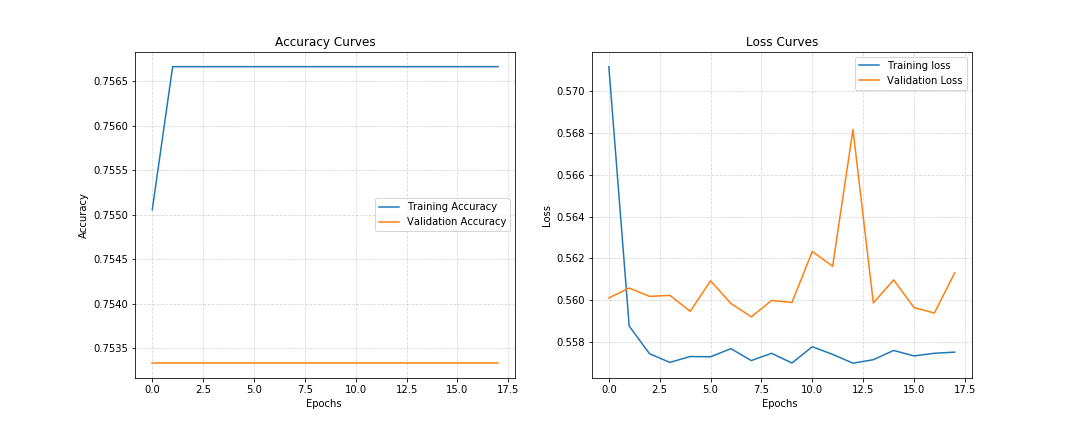 Accuracy Curves
Accuracy
0.7565
0.7560
0.7555
0.7550
0.7545
0.7540
0.7535
Training Accuracy
Validation Accuracy
0.0 2.5 5.0 7.5 10.0 12.5 15.0 17.5
Epochs
Loss Curves
Loss
0.570
0.568
0.566
0.564
0.562
0.560
0.558
Training loss
Validation Loss
0.0 2.5 5.0 7.5 10.0 12.5 15.0 17.5
Epochs